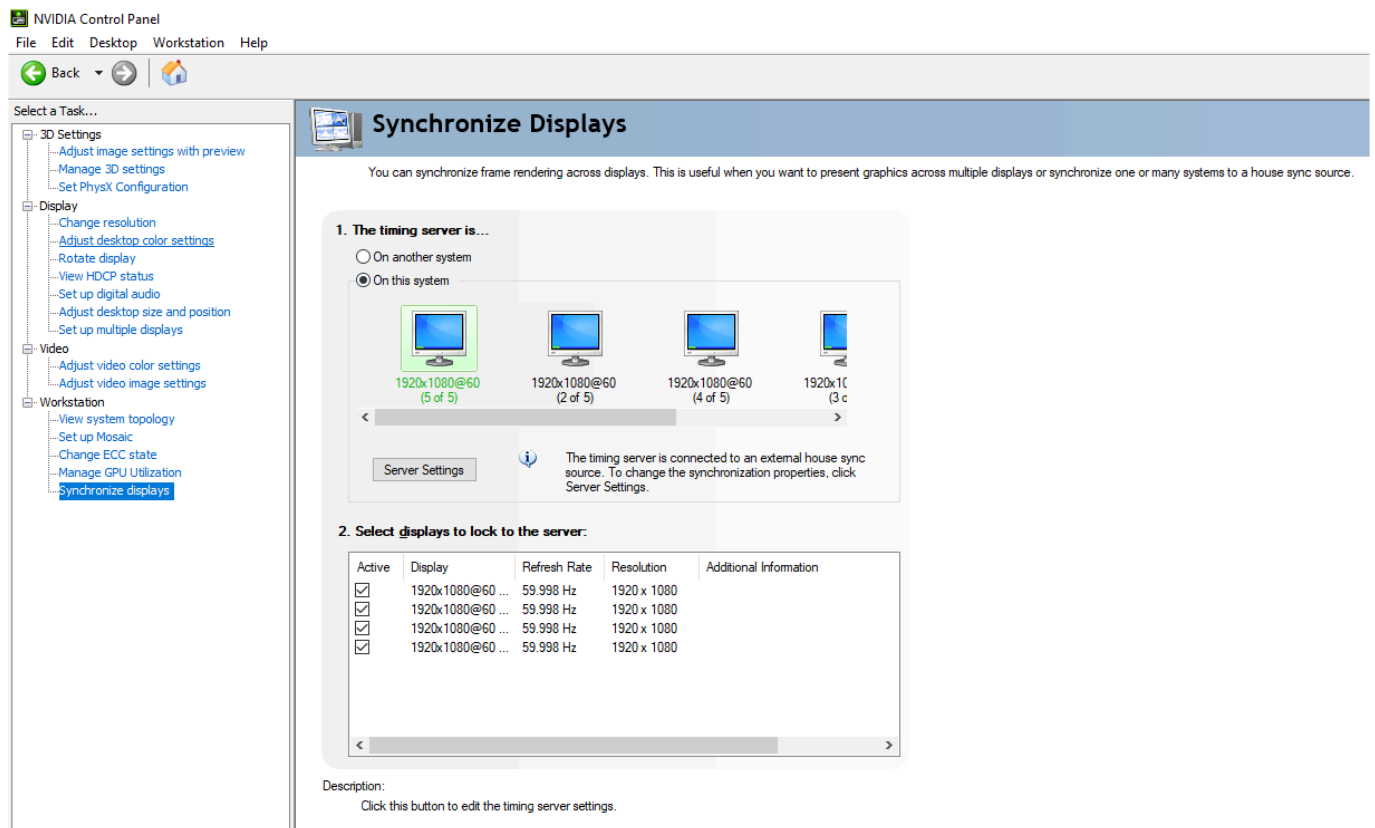 NVIDIA Control Panel
File Edit Desktop Workstation Help
Back
Select a Task...
3D Settings
Adjust image settings with preview
Manage 3D settings
Set PhysX Configuration
Display
Change resolution
Adjust desktop color settings
Rotate display
View HDCP status
Set up digital audio
Adjust desktop size and position
Set up multiple displays
Video
Adjust video color settings
Adjust video image settings
Workstation
View system topology
Set up Mosaic
Change ECC state
Manage GPU Utilization
Synchronize displays
Synchronize Displays
You can synchronize frame rendering across displays. This is useful when you want to present graphics across multiple displays or synchronize one or many systems to a house sync source.
1. The timing server is...
On another system
On this system
1920x1080@60 1920x1080@60 1920x1080@60 1920x10
(5 of 5) (2 of 5) (4 of 5) (3 o
Server Settings
The timing server is connected to an external house sync
source. To change the synchronization properties, click
Server Settings.
2. Select displays to lock to the server:
Active Display Refresh Rate Resolution Additional Information
1920x1080@60 ... 59.998 Hz 1920 x 1080
1920x1080@60 ... 59.998 Hz 1920 x 1080
1920x1080@60 ... 59.998 Hz 1920 x 1080
1920x1080@60 ... 59.998 Hz 1920 x 1080
Description:
Click this button to edit the timing server settings.